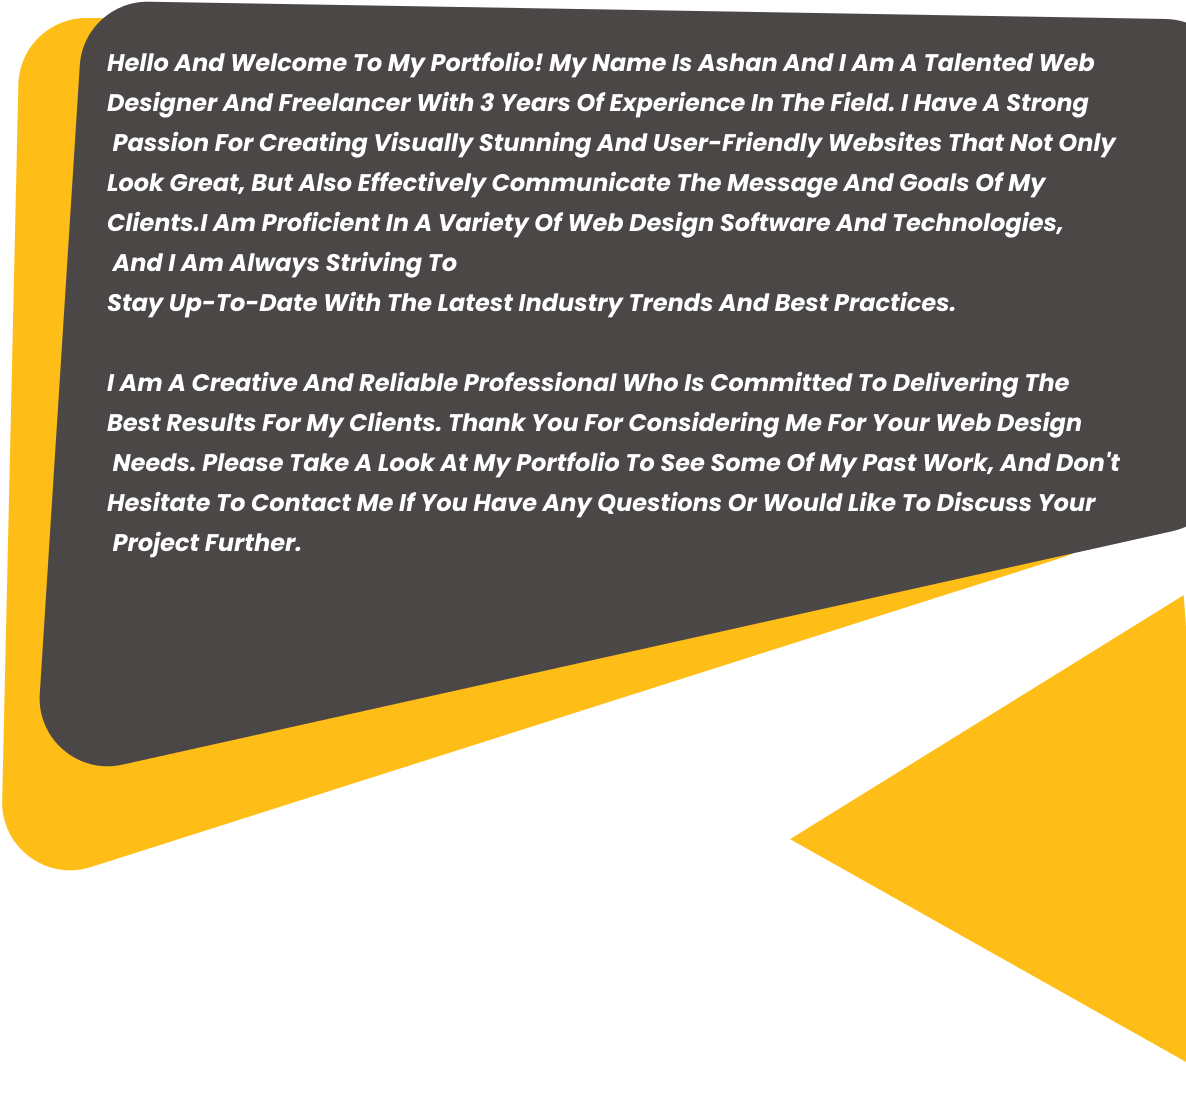 Hello And Welcome To My Portfolio! My Name Is Ashan And I Am A Talented Web
Designer And Freelancer With 3 Years Of Experience In The Field. I Have A Strong
Passion For Creating Visually Stunning And User-Friendly Websites That Not Only
Look Great, But Also Effectively Communicate The Message And Goals Of My
Clients.I Am Proficient In A Variety Of Web Design Software And Technologies,
And I Am Always Striving To
Stay Up-To-Date With The Latest Industry Trends And Best Practices.
I Am A Creative And Reliable Professional Who Is Committed To Delivering The
Best Results For My Clients. Thank You For Considering Me For Your Web Design
Needs. Please Take A Look At My Portfolio To See Some Of My Past Work, And Don't
Hesitate To Contact Me If You Have Any Questions Or Would Like To Discuss Your
Project Further.